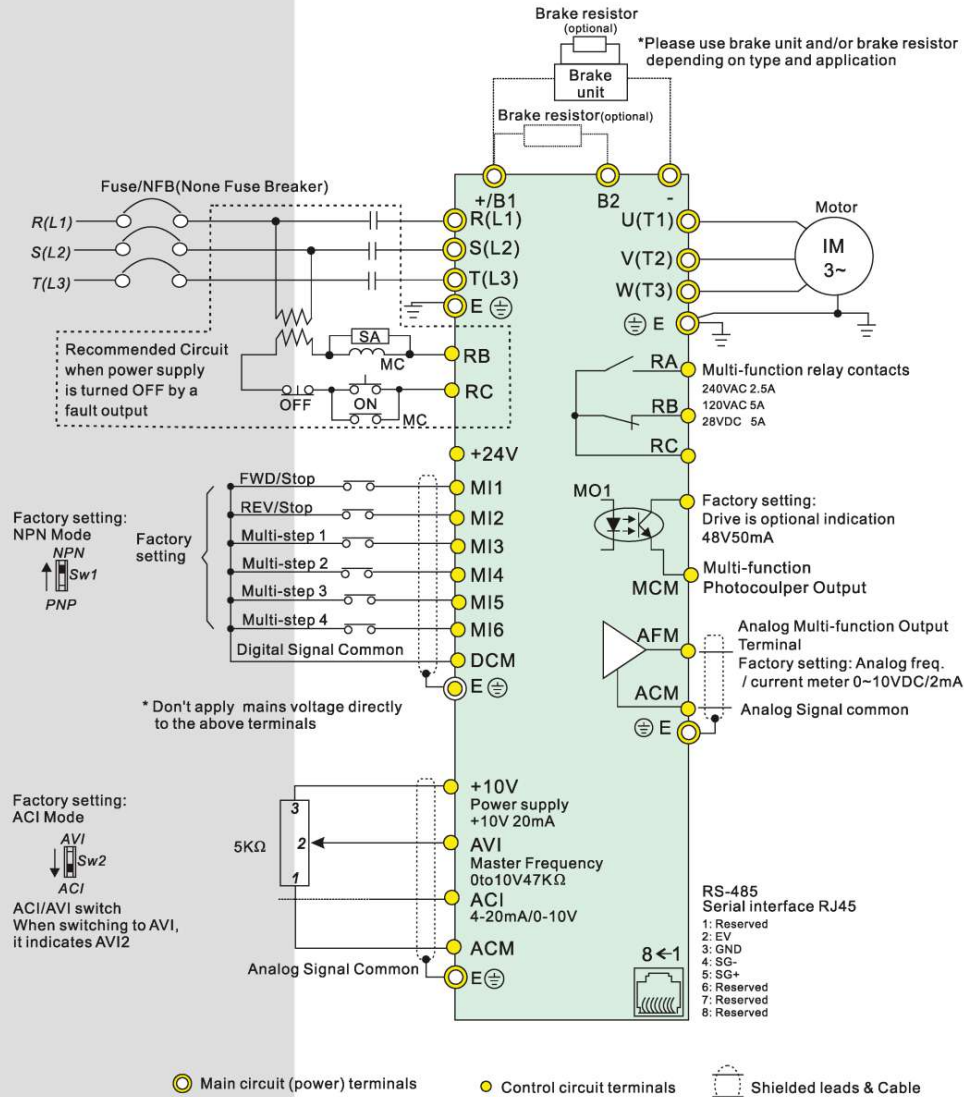 Brake resistor
(optional)
*Please use brake unit and/or brake resistor
depending on type and application
Brake
unit
Brake resistor(optional)
Fuse/NFB(None Fuse Breaker)
+/B1
B2
-
R(L1)
R(L1)
U(T1)
Motor
S(L2)
S(L2)
V(T2)
IM
3~
T(L3)
T(L3)
W(T3)
E
E
Recommended Circuit
when power supply
is turned OFF by a
fault output
SA
MC
RB
OFF
ON
MC
RC
RA
Multi-function relay contacts
240VAC 2.5A
RB
120VAC 5A
28VDC 5A
RC
+24V
Factory setting:
NPN Mode
NPN
Sw1
PNP
Factory
setting
FWD/Stop
MI1
REV/Stop
MI2
Multi-step 1
MI3
Multi-step 2
MI4
Multi-step 3
MI5
Multi-step 4
MI6
Digital Signal Common
DCM
E
* Don't apply mains voltage directly
to the above terminals
MO1
Factory setting:
Drive is optional indication
48V50mA
MCM
Multi-function
Photocoulper Output
AFM
Analog Multi-function Output
Terminal
Factory setting: Analog freq.
/ current meter 0~10VDC/2mA
ACM
Analog Signal common
E
Factory setting:
ACI Mode
AVI
Sw2
ACI
ACI/AVI switch
When switching to AVI,
it indicates AVI2
5KΩ
3
2
1
+10V
Power supply
+10V 20mA
AVI
Master Frequency
0to10V47KΩ
ACI
4-20mA/0-10V
ACM
Analog Signal Common
E
8←1
RS-485
Serial interface RJ45
1: Reserved
2: EV
3: GND
4: SG-
5: SG+
6: Reserved
7: Reserved
8: Reserved
Main circuit (power) terminals
Control circuit terminals
Shielded leads & Cable